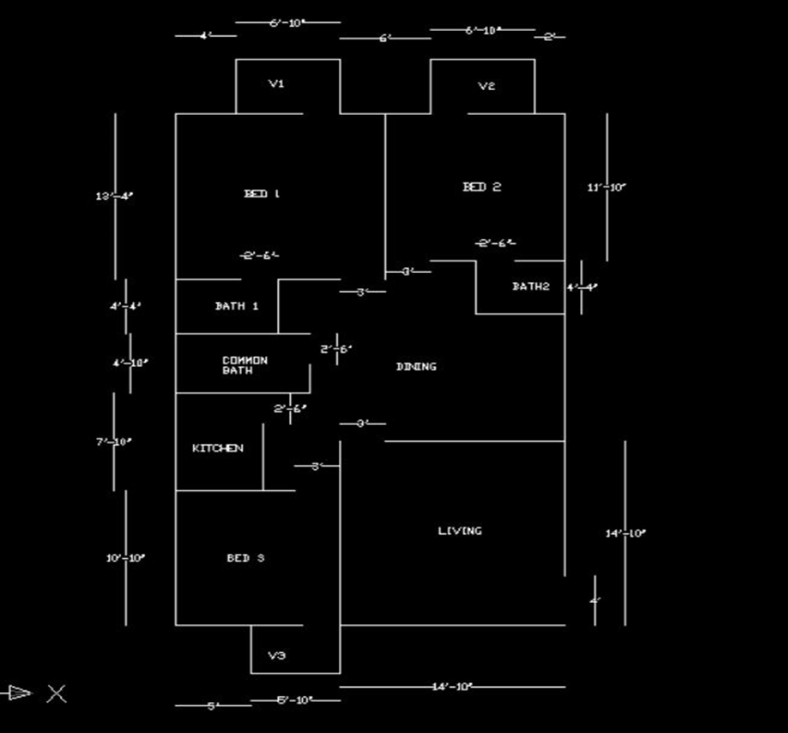 6'-10"
6'-10"
4'
6'
2'
V1
V2
13'-4"
BED 1
BED 2
11'-10"
2'-6"
2'-6"
3'
3'
4'-4"
BATH 1
BATH2
4'-4"
2'-6"
4'-10"
COMMON
BATH
DINING
2'-6"
3'
7'-10"
KITCHEN
3'
LIVING
14'-10"
10'-10"
BED 3
4'
V3
X
14'-10"
5'-10"
5'